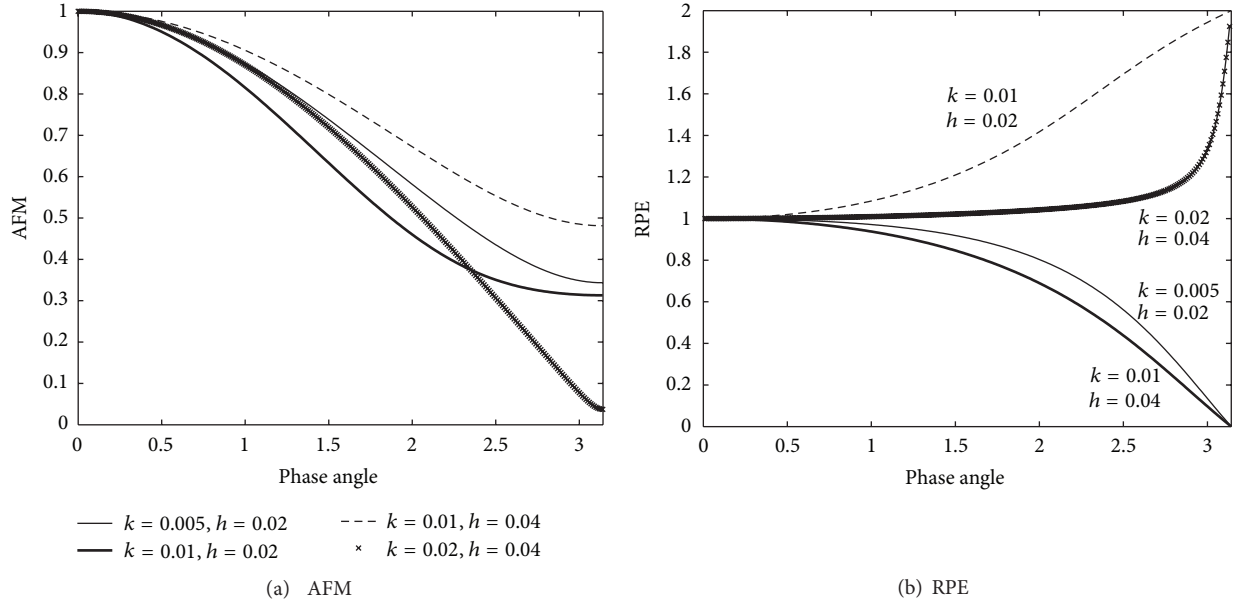 1
0.9
0.8
0.7
0.6
0.5
0.4
0.3
0.2
0.1
0
AFM
0 0.5 1 1.5 2 2.5 3
Phase angle
k = 0.005, h = 0.02
k = 0.01, h = 0.02
k = 0.01, h = 0.04
k = 0.02, h = 0.04
(a) AFM
2
1.8
1.6
1.4
1.2
1
0.8
0.6
0.4
0.2
0
RPE
k = 0.01
h = 0.02
k = 0.02
h = 0.04
k = 0.005
h = 0.02
k = 0.01
h = 0.04
0 0.5 1 1.5 2 2.5 3
Phase angle
(b) RPE